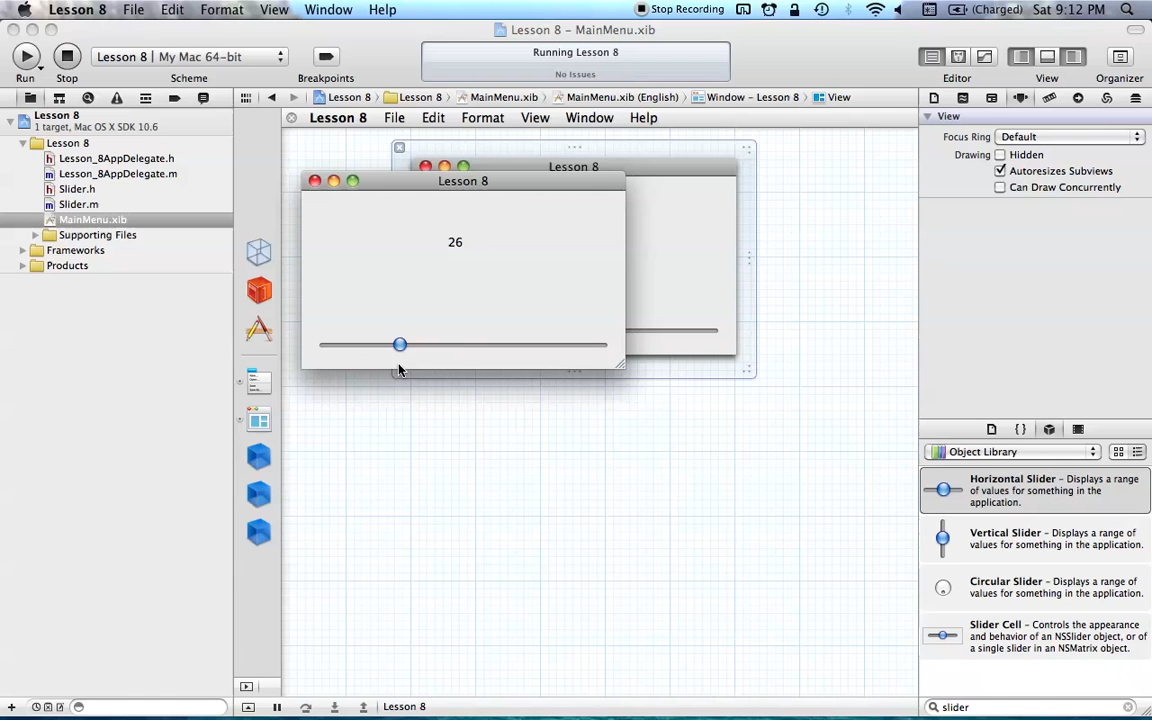 Lesson 8 File Edit Format View Window Help Stop Recording (Charged) Sat 9:12 PM
Lesson 8 – MainMenu.xib
Lesson 8 | My Mac 64-bit
Running Lesson 8
No Issues
Run Stop Scheme Breakpoints Editor View Organizer
Lesson 8 Lesson 8 MainMenu.xib MainMenu.xib (English) Window – Lesson 8 View
Lesson 8
1 target, Mac OS X SDK 10.6
Lesson 8
Lesson_8AppDelegate.h
Lesson_8AppDelegate.m
Slider.h
Slider.m
MainMenu.xib
Supporting Files
Frameworks
Products
Lesson 8 File Edit Format View Window Help
Lesson 8
Lesson 8
26
View
Focus Ring Default
Drawing Hidden
Autoresizes Subviews
Can Draw Concurrently
Object Library
Horizontal Slider – Displays a range
of values for something in the
application.
Vertical Slider – Displays a range of
values for something in the application.
Circular Slider – Displays a range of
values for something in the application.
Slider Cell – Controls the appearance
and behavior of an NSSlider object, or of
a single slider in an NSMatrix object.
Lesson 8
slider